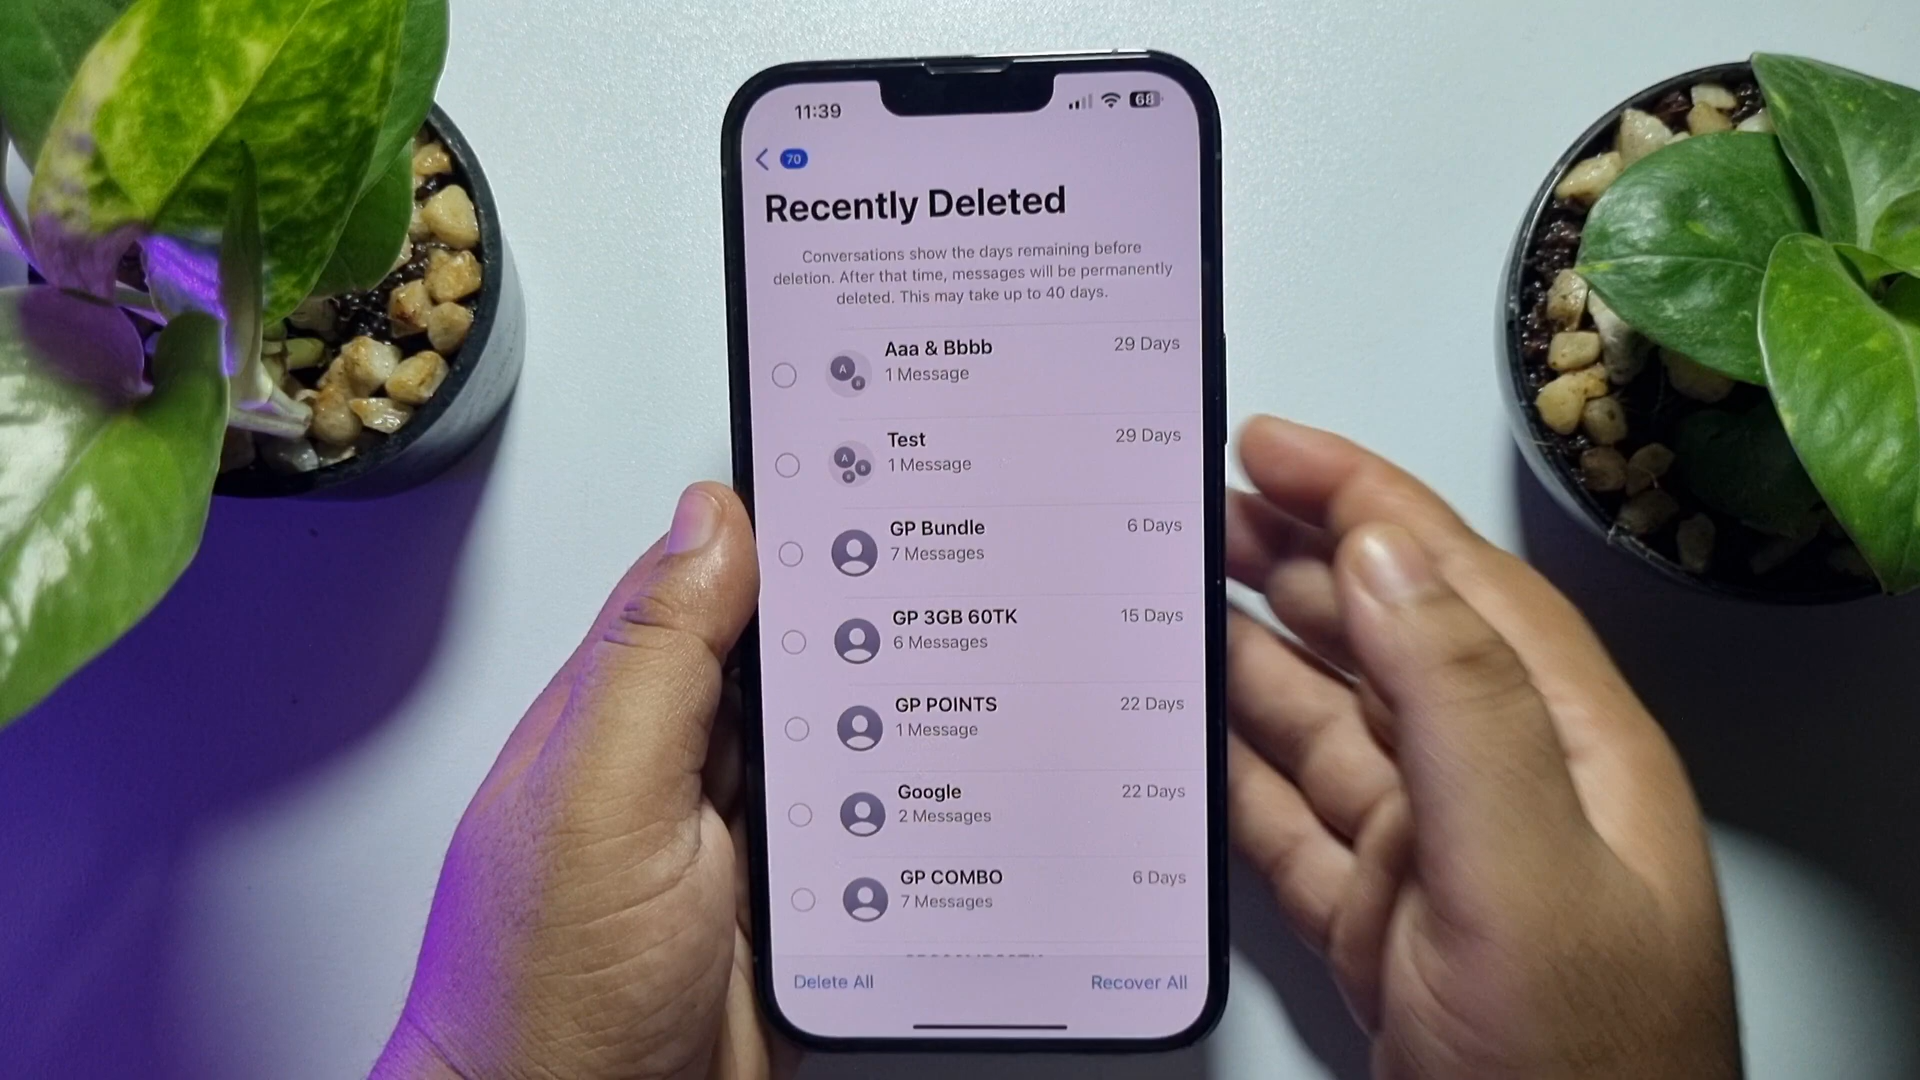 11:39
68
70
Recently Deleted
Conversations show the days remaining before
deletion. After that time, messages will be permanently
deleted. This may take up to 40 days.
Aaa & Bbbb 29 Days
1 Message
A
Test 29 Days
1 Message
A
GP Bundle 6 Days
7 Messages
GP 3GB 60TK 15 Days
6 Messages
GP POINTS 22 Days
1 Message
Google 22 Days
2 Messages
GP COMBO 6 Days
7 Messages
Delete All Recover All